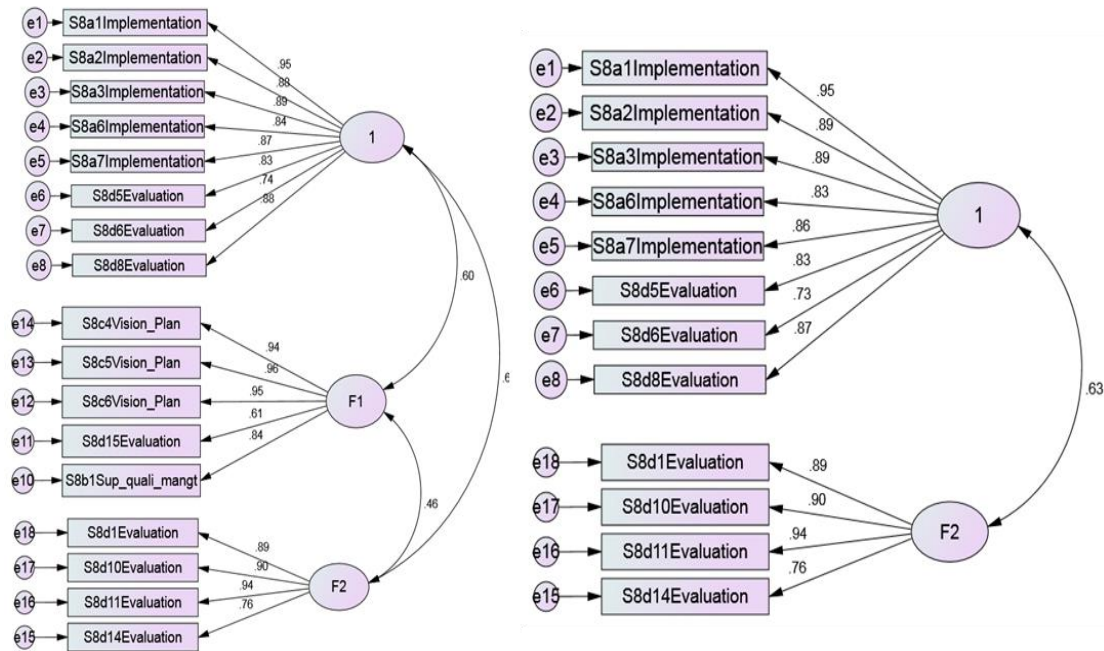 e1 S8a1Implementation
e2 S8a2Implementation
e3 S8a3Implementation
e4 S8a6Implementation
e5 S8a7Implementation
e6 S8d5Evaluation
e7 S8d6Evaluation
e8 S8d8Evaluation
.95
.88
.89
.84
.87
.83
.74
.88
1
.60
e14 S8c4Vision_Plan
e13 S8c5Vision_Plan
e12 S8c6Vision_Plan
e11 S8d15Evaluation
e10 S8b1Sup_quali_mangt
.94
.96
.95
.61
.84
F1
.46
e18 S8d1Evaluation
e17 S8d10Evaluation
e16 S8d11Evaluation
e15 S8d14Evaluation
.89
.90
.94
.76
F2
e1 S8a1Implementation
e2 S8a2Implementation
e3 S8a3Implementation
e4 S8a6Implementation
e5 S8a7Implementation
e6 S8d5Evaluation
e7 S8d6Evaluation
e8 S8d8Evaluation
.95
.89
.89
.83
.86
.83
.73
.87
1
.63
e18 S8d1Evaluation
e17 S8d10Evaluation
e16 S8d11Evaluation
e15 S8d14Evaluation
.89
.90
.94
.76
F2